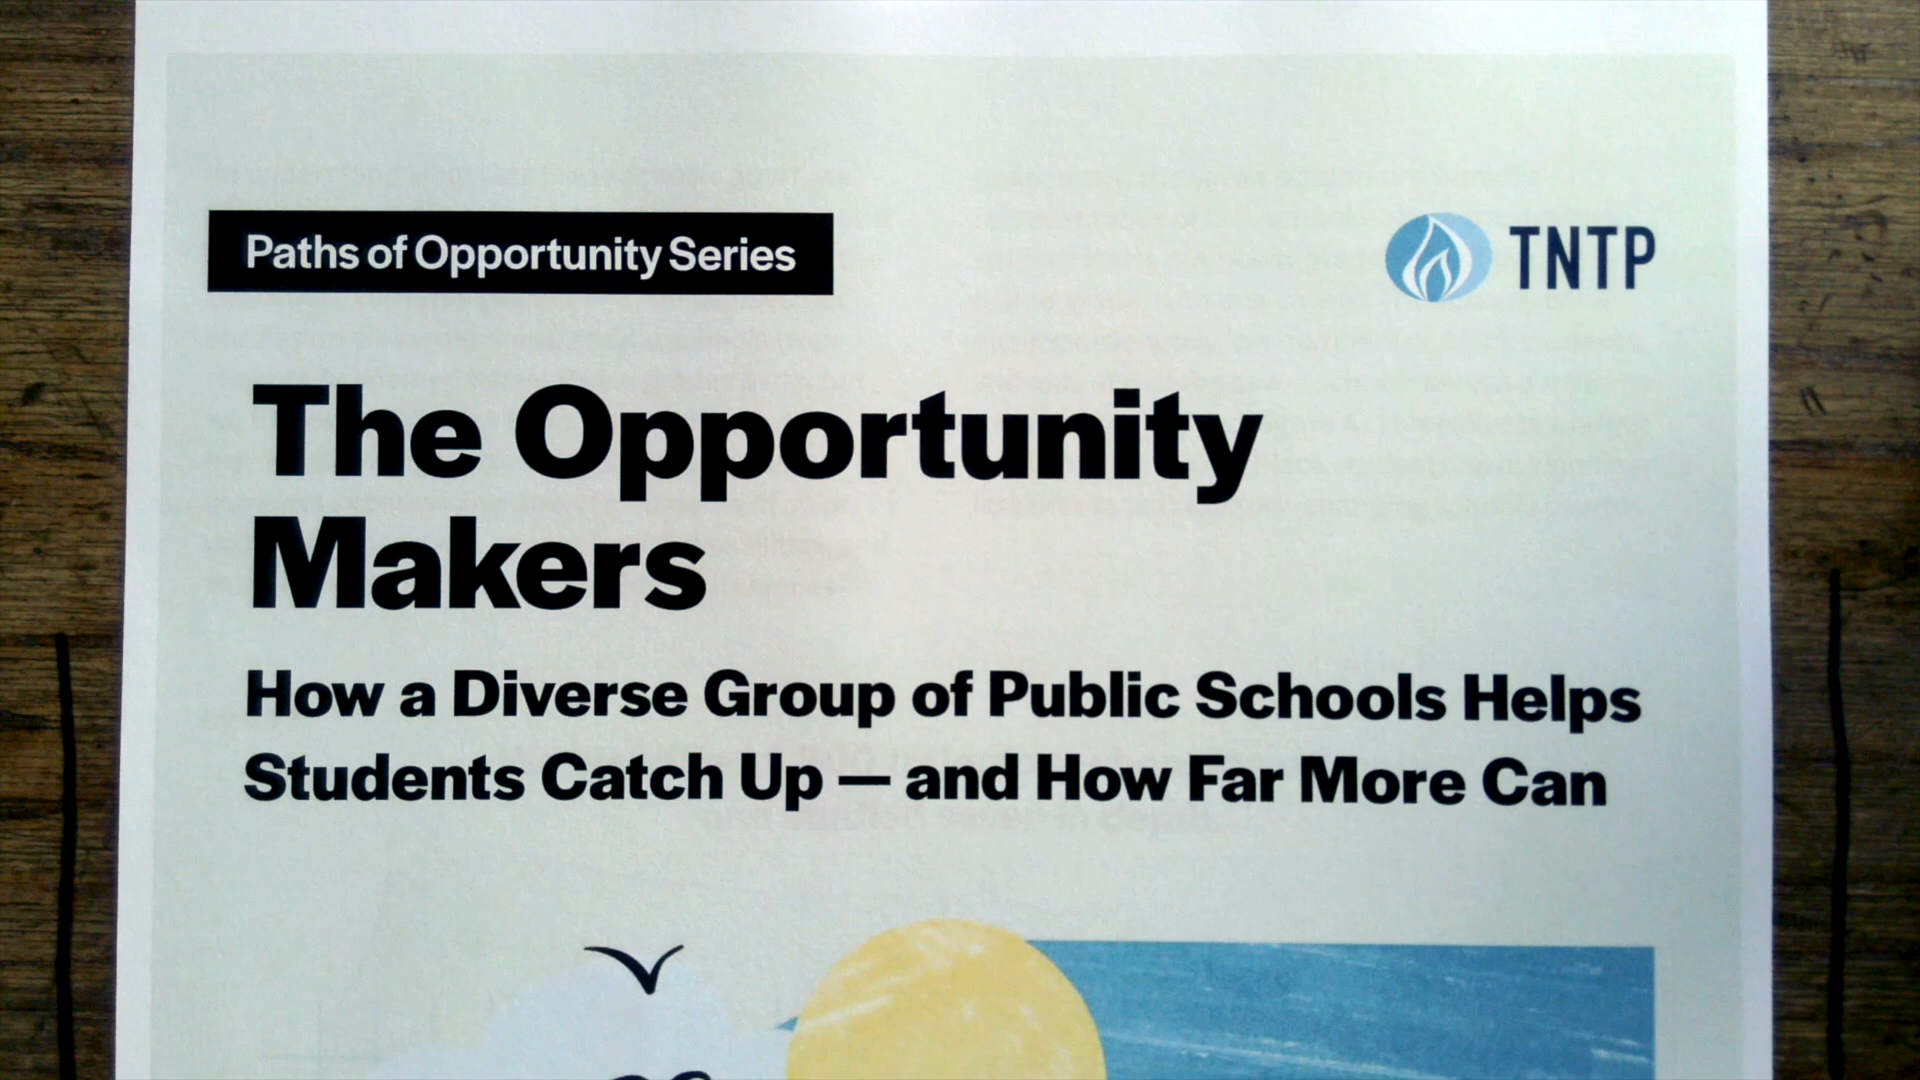 Paths of Opportunity Series
TNTP
The Opportunity
Makers
How a Diverse Group of Public Schools Helps
Students Catch Up — and How Far More Can